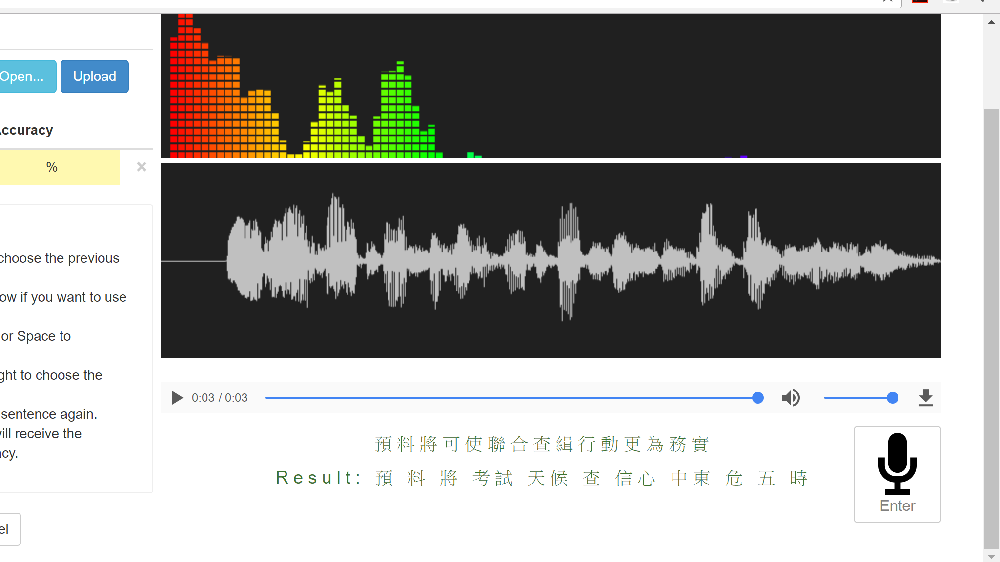 Open...
Upload
Accuracy
%
choose the previous
ow if you want to use
or Space to
ght to choose the
sentence again.
will receive the
acy.
el
0:03 / 0:03
預料將可使聯合查緝行動更為務實
Result: 預 料 將 考試 天候 查 信心 中東 危 五 時
Enter